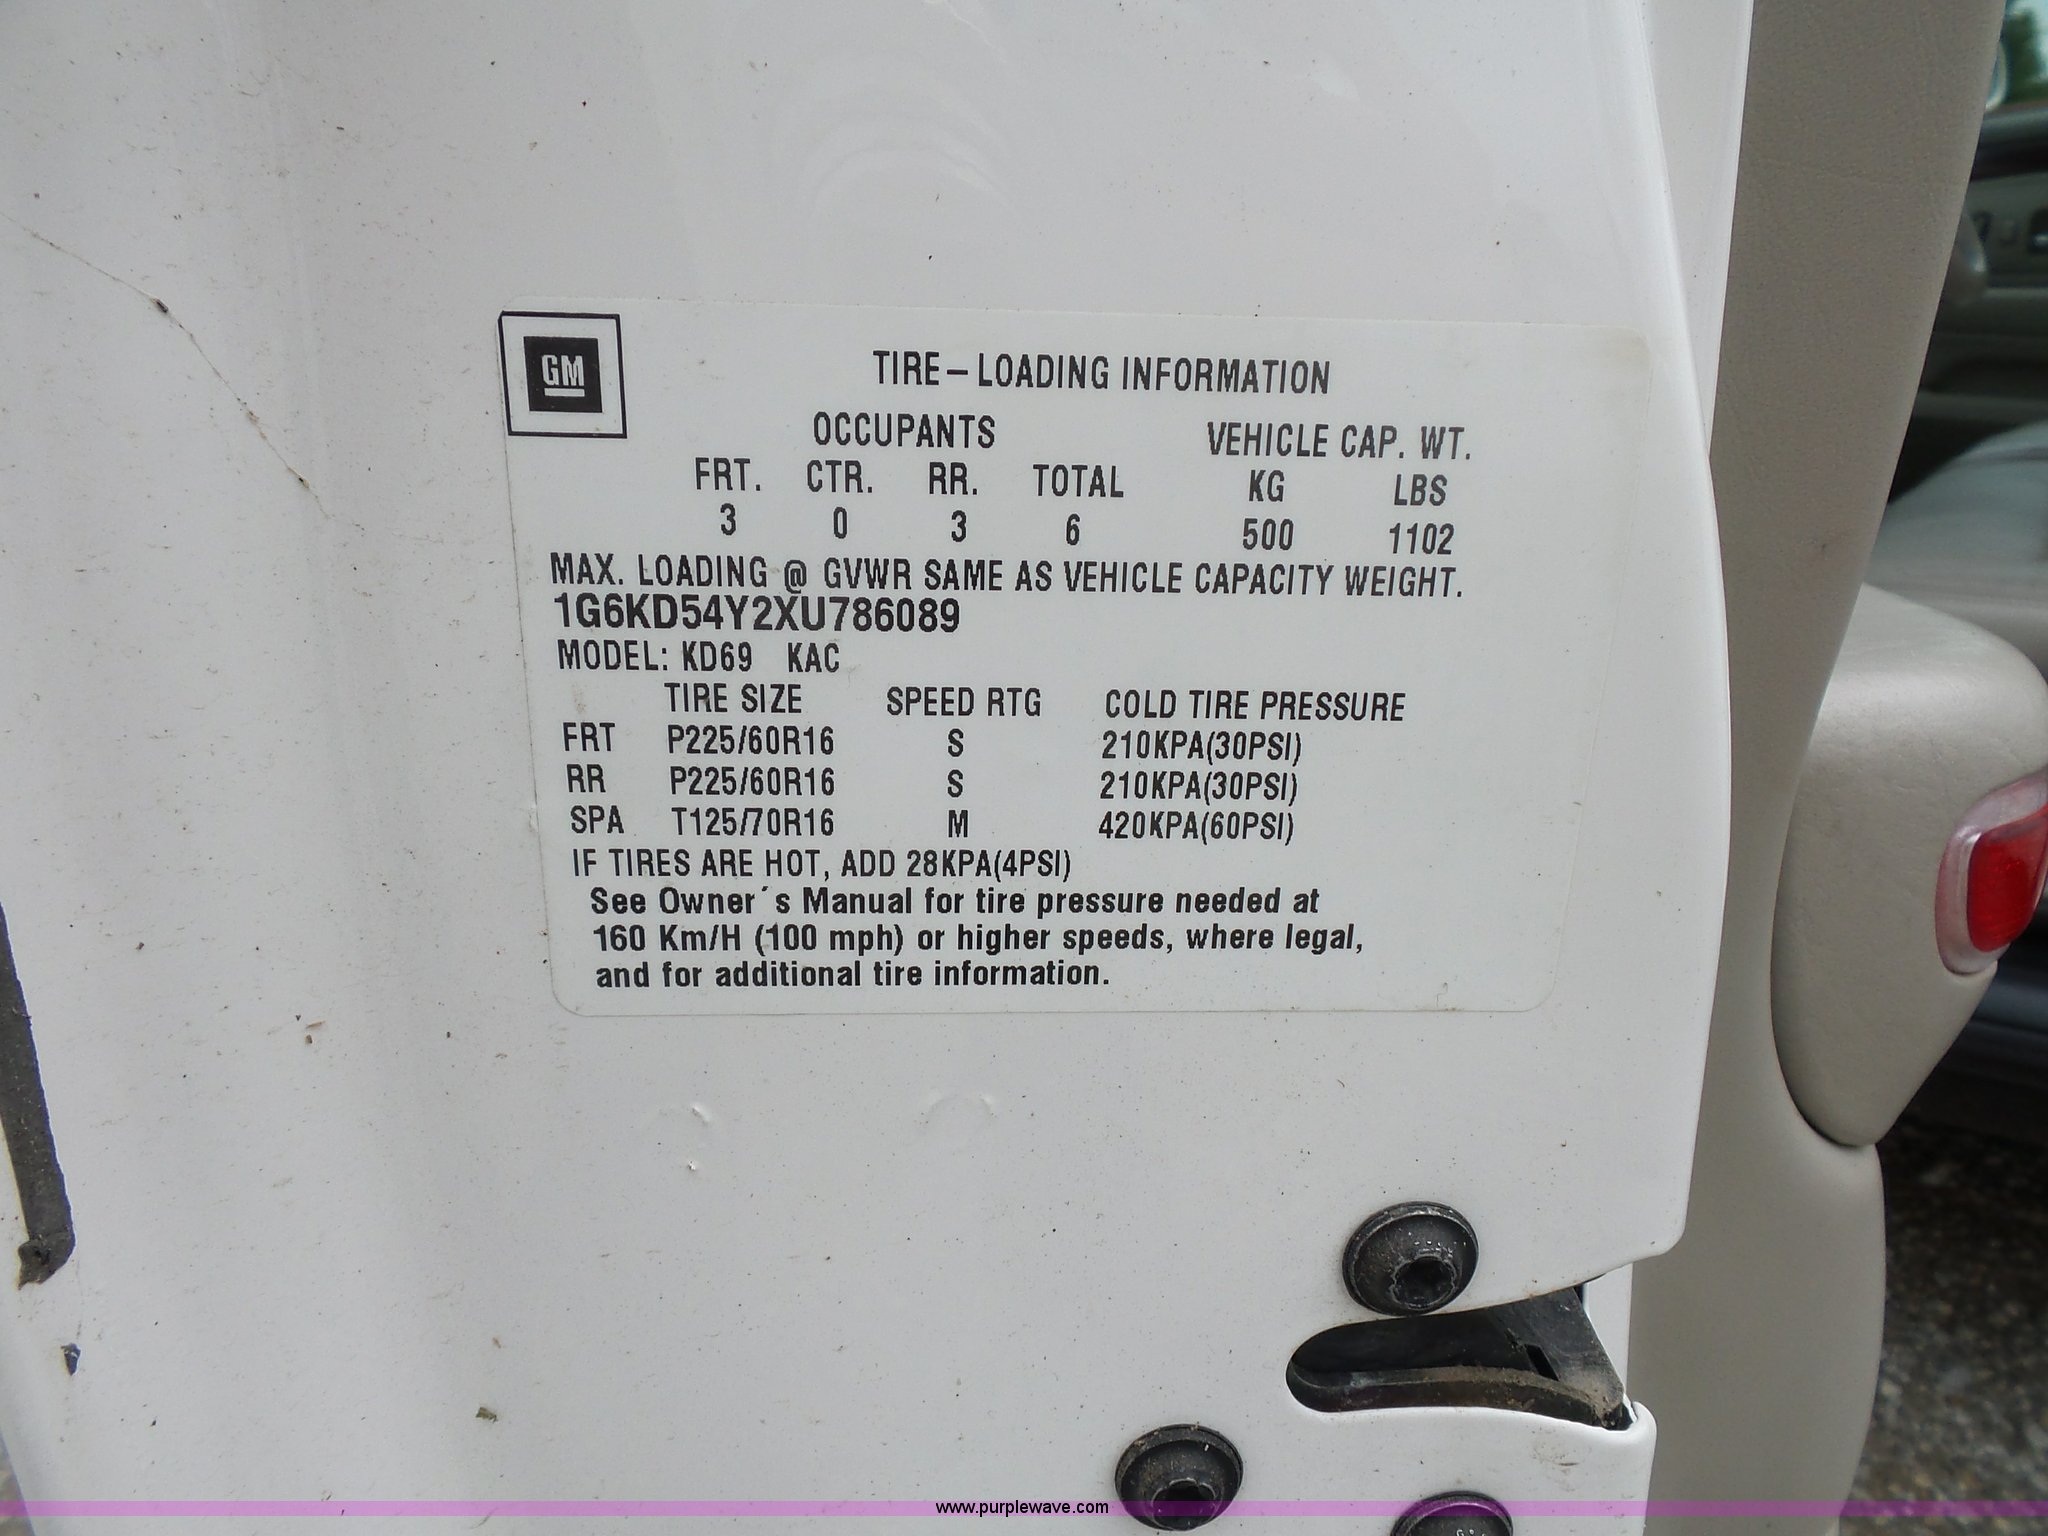 GM
TIRE – LOADING INFORMATION
OCCUPANTS VEHICLE CAP. WT.
FRT. CTR. RR. TOTAL KG LBS
3 0 3 6 500 1102
MAX. LOADING @ GVWR SAME AS VEHICLE CAPACITY WEIGHT.
1G6KD54Y2XU786089
MODEL: KD69 KAC
TIRE SIZE SPEED RTG COLD TIRE PRESSURE
FRT P225/60R16 S 210KPA(30PSI)
RR P225/60R16 S 210KPA(30PSI)
SPA T125/70R16 M 420KPA(60PSI)
IF TIRES ARE HOT, ADD 28KPA(4PSI)
See Owner´s Manual for tire pressure needed at
160 Km/H (100 mph) or higher speeds, where legal,
and for additional tire information.
www.purplewave.com